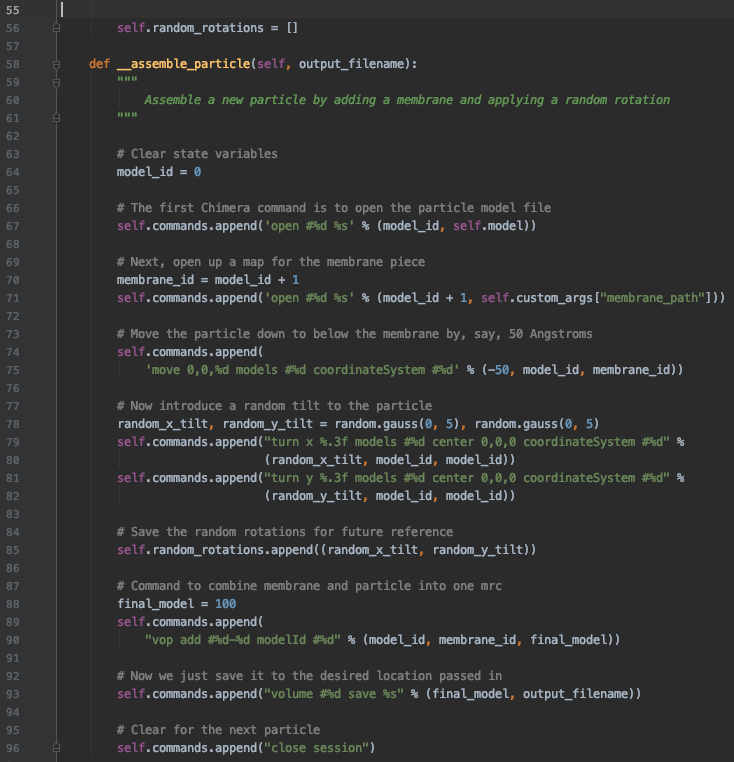 55
56 self.random_rotations = []
57
58 def __assemble_particle(self, output_filename):
59 """
60 Assemble a new particle by adding a membrane and applying a random rotation
61 """
62
63 # Clear state variables
64 model_id = 0
65
66 # The first Chimera command is to open the particle model file
67 self.commands.append('open #%d %s' % (model_id, self.model))
68
69 # Next, open up a map for the membrane piece
70 membrane_id = model_id + 1
71 self.commands.append('open #%d %s' % (model_id + 1, self.custom_args["membrane_path"]))
72
73 # Move the particle down to below the membrane by, say, 50 Angstroms
74 self.commands.append(
75 'move 0,0,%d models #%d coordinateSystem #%d' % (-50, model_id, membrane_id))
76
77 # Now introduce a random tilt to the particle
78 random_x_tilt, random_y_tilt = random.gauss(0, 5), random.gauss(0, 5)
79 self.commands.append("turn x %.3f models #%d center 0,0,0 coordinateSystem #%d" %
80 (random_x_tilt, model_id, model_id))
81 self.commands.append("turn y %.3f models #%d center 0,0,0 coordinateSystem #%d" %
82 (random_y_tilt, model_id, model_id))
83
84 # Save the random rotations for future reference
85 self.random_rotations.append((random_x_tilt, random_y_tilt))
86
87 # Command to combine membrane and particle into one mrc
88 final_model = 100
89 self.commands.append(
90 "vop add #%d-%d modelId #%d" % (model_id, membrane_id, final_model))
91
92 # Now we just save it to the desired location passed in
93 self.commands.append("volume #%d save %s" % (final_model, output_filename))
94
95 # Clear for the next particle
96 self.commands.append("close session")